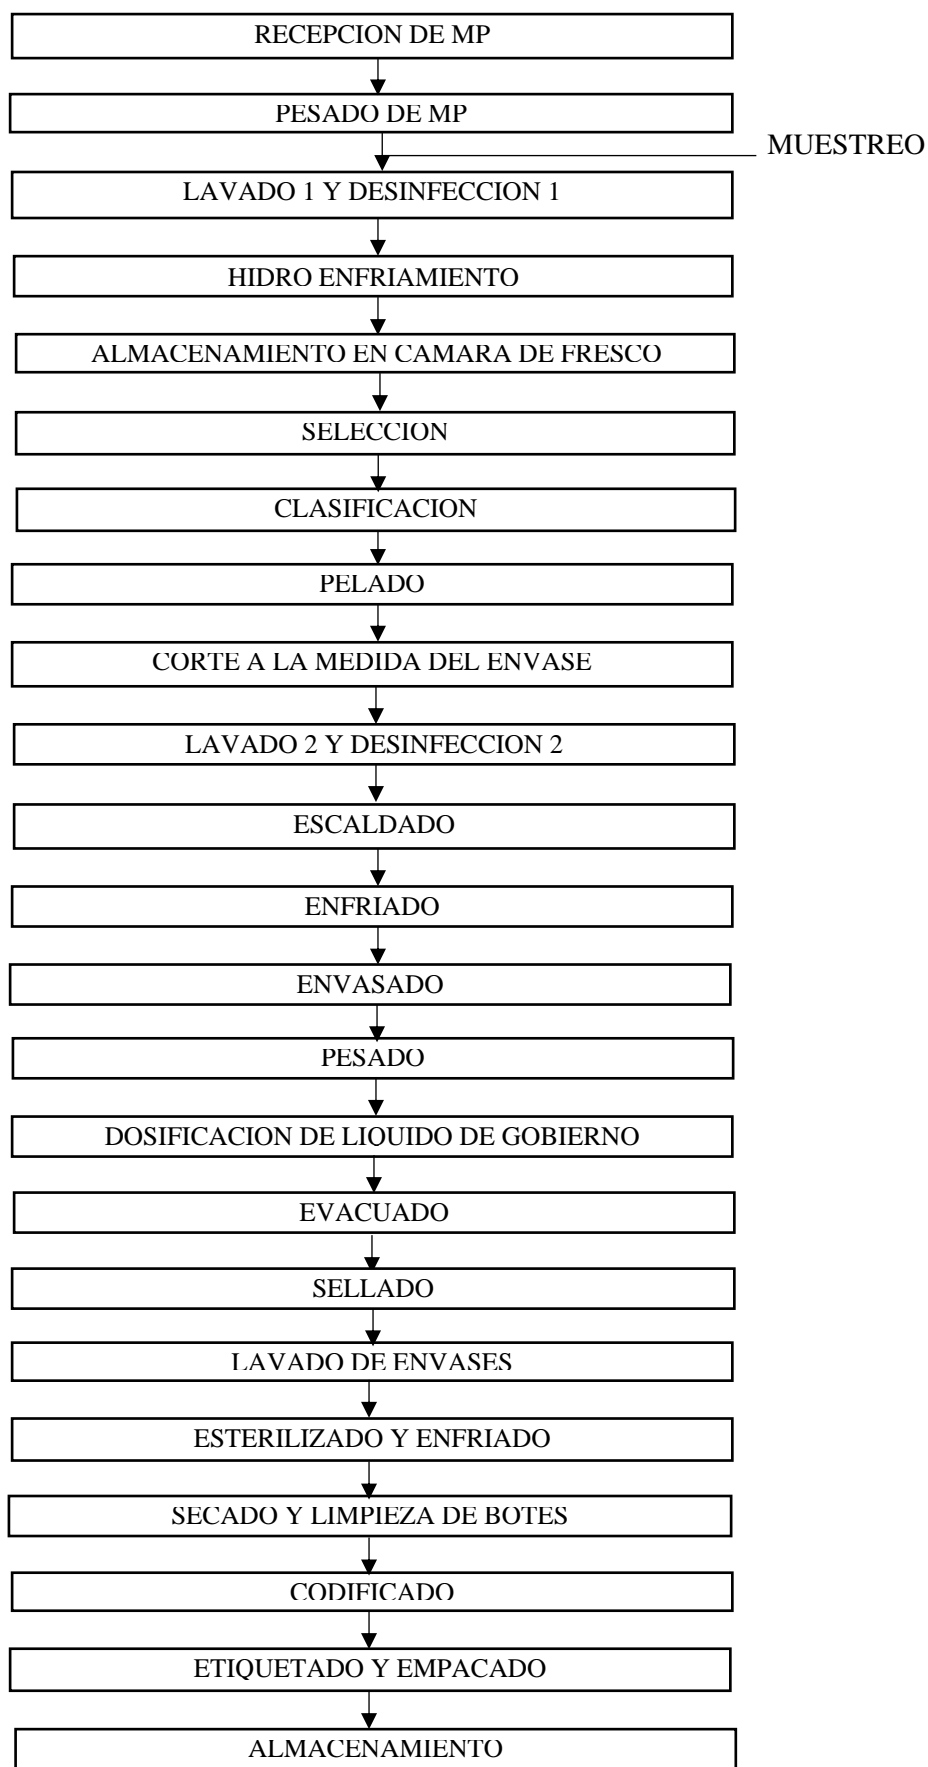 RECEPCION DE MP
PESADO DE MP
MUESTREO
LAVADO 1 Y DESINFECCION 1
HIDRO ENFRIAMIENTO
ALMACENAMIENTO EN CAMARA DE FRESCO
SELECCION
CLASIFICACION
PELADO
CORTE A LA MEDIDA DEL ENVASE
LAVADO 2 Y DESINFECCION 2
ESCALDADO
ENFRIADO
ENVASADO
PESADO
DOSIFICACION DE LIQUIDO DE GOBIERNO
EVACUADO
SELLADO
LAVADO DE ENVASES
ESTERILIZADO Y ENFRIADO
SECADO Y LIMPIEZA DE BOTES
CODIFICADO
ETIQUETADO Y EMPACADO
ALMACENAMIENTO